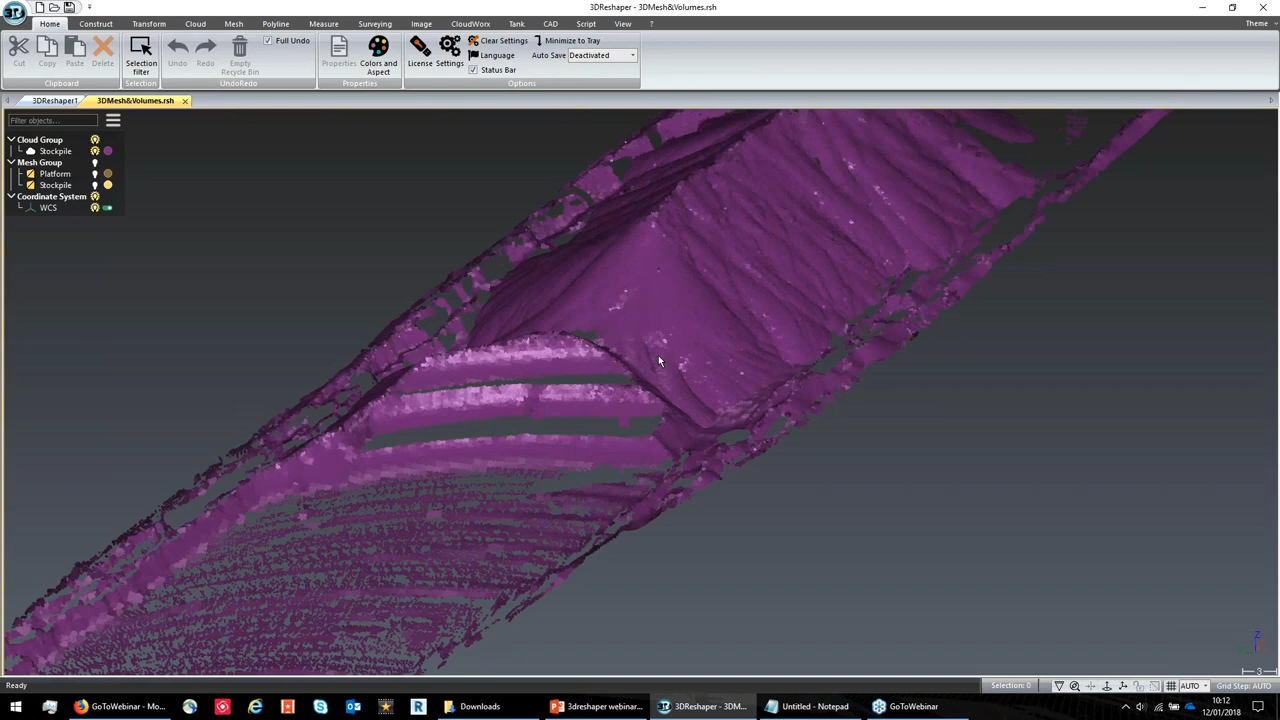 3DReshaper - 3DMesh&Volumes.rsh
Theme
Home Construct Transform Cloud Mesh Polyline Measure Surveying Image CloudWorx Tank CAD Script View ?
Full Undo
Clear Settings Minimize to Tray
Language Auto Save Deactivated
Status Bar
Cut Copy Paste Delete Selection filter Undo Redo Empty Recycle Bin Properties Colors and Aspect License Settings
Clipboard Selection UndoRedo Properties Options
3DReshaper1 3DMesh&Volumes.rsh
Filter objects...
Cloud Group
Stockpile
Mesh Group
Platform
Stockpile
Coordinate System
WCS
Z
3
Ready Selection: 0 AUTO Grid Step: AUTO
GoToWebinar - Mo... Downloads 3dreshaper webinar... 3DReshaper - 3DM... Untitled - Notepad GoToWebinar 10:12
12/01/2018